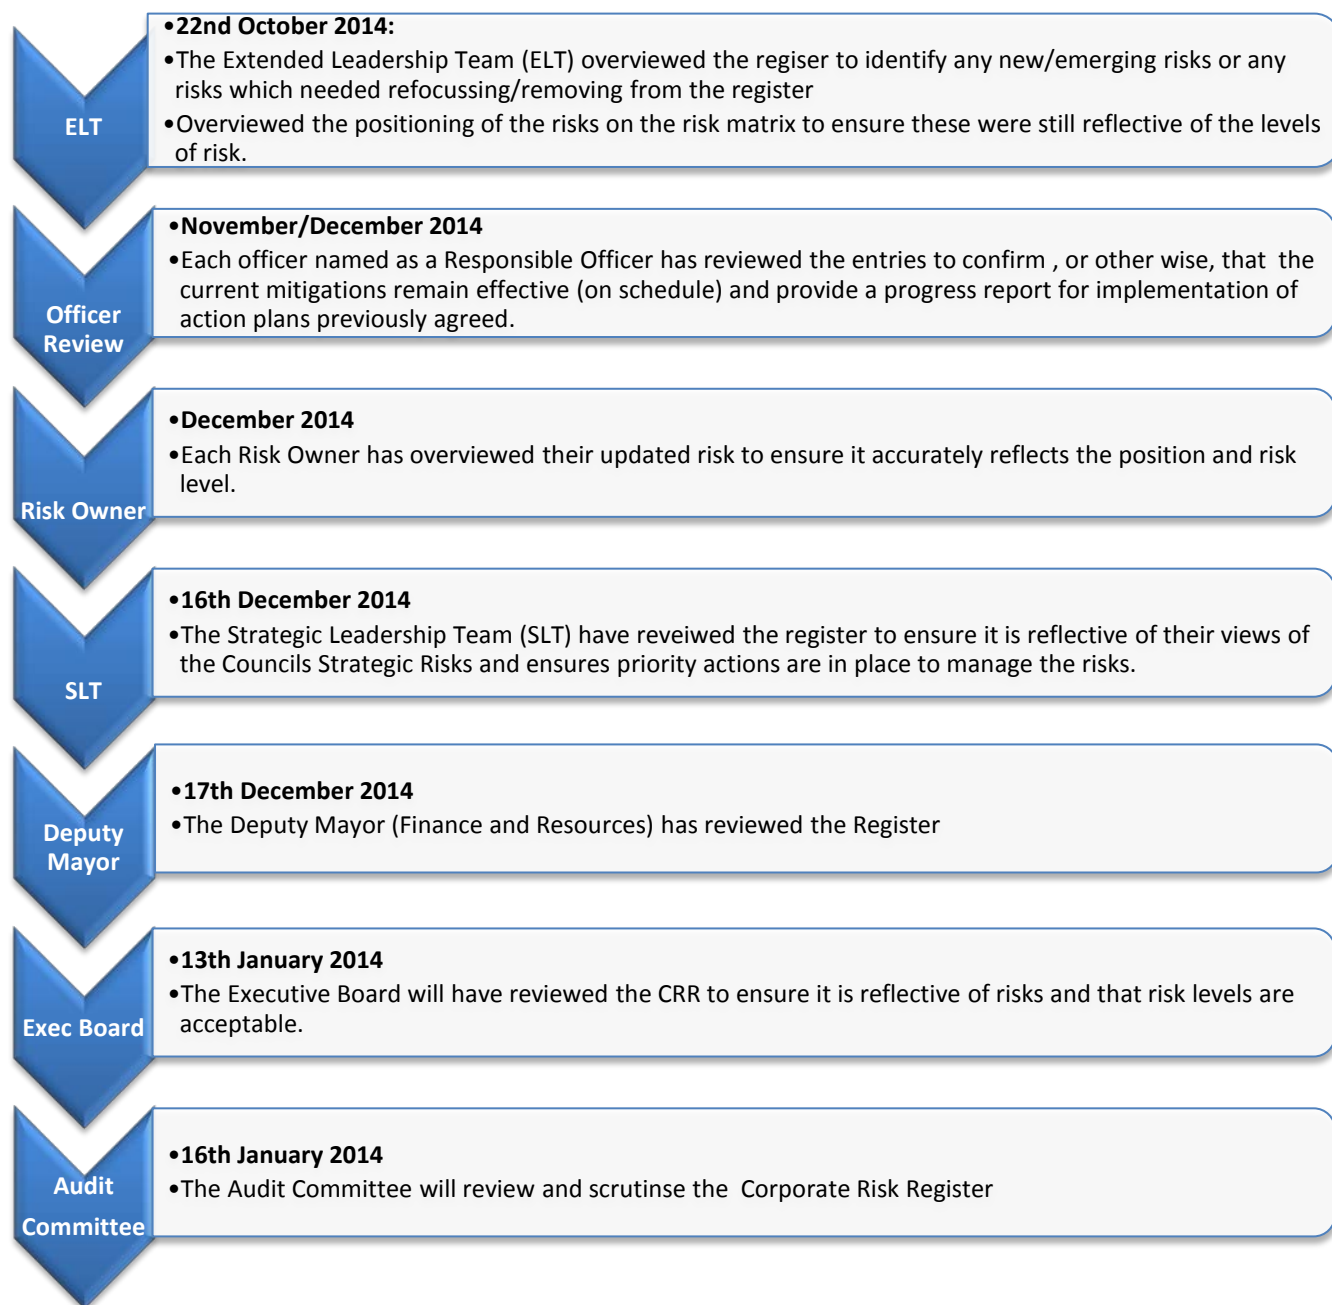 ELT
•22nd October 2014:
•The Extended Leadership Team (ELT) overviewed the regiser to identify any new/emerging risks or any
risks which needed refocussing/removing from the register
•Overviewed the positioning of the risks on the risk matrix to ensure these were still reflective of the levels
of risk.
Officer
Review
•November/December 2014
•Each officer named as a Responsible Officer has reviewed the entries to confirm , or other wise, that the
current mitigations remain effective (on schedule) and provide a progress report for implementation of
action plans previously agreed.
Risk Owner
•December 2014
•Each Risk Owner has overviewed their updated risk to ensure it accurately reflects the position and risk
level.
SLT
•16th December 2014
•The Strategic Leadership Team (SLT) have reveiwed the register to ensure it is reflective of their views of
the Councils Strategic Risks and ensures priority actions are in place to manage the risks.
Deputy
Mayor
•17th December 2014
•The Deputy Mayor (Finance and Resources) has reviewed the Register
Exec Board
•13th January 2014
•The Executive Board will have reviewed the CRR to ensure it is reflective of risks and that risk levels are
acceptable.
Audit
Committee
•16th January 2014
•The Audit Committee will review and scrutinse the Corporate Risk Register